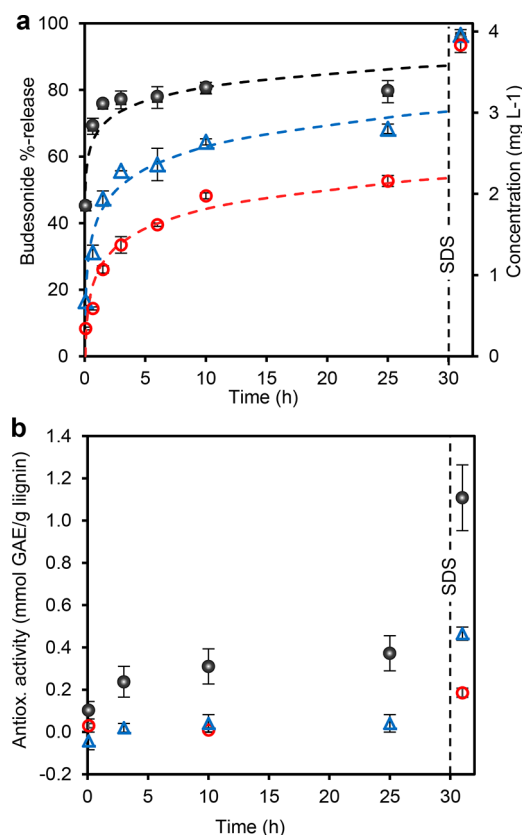 a
100
80
60
40
20
0
Budesonide %-release
4
3
2
1
0
Concentration (mg L-1)
SDS
0 5 10 15 20 25 30
Time (h)
b
1.4
1.2
1.0
0.8
0.6
0.4
0.2
0.0
-0.2
Antiox. activity (mmol GAE/g liignin)
SDS
0 5 10 15 20 25 30
Time (h)